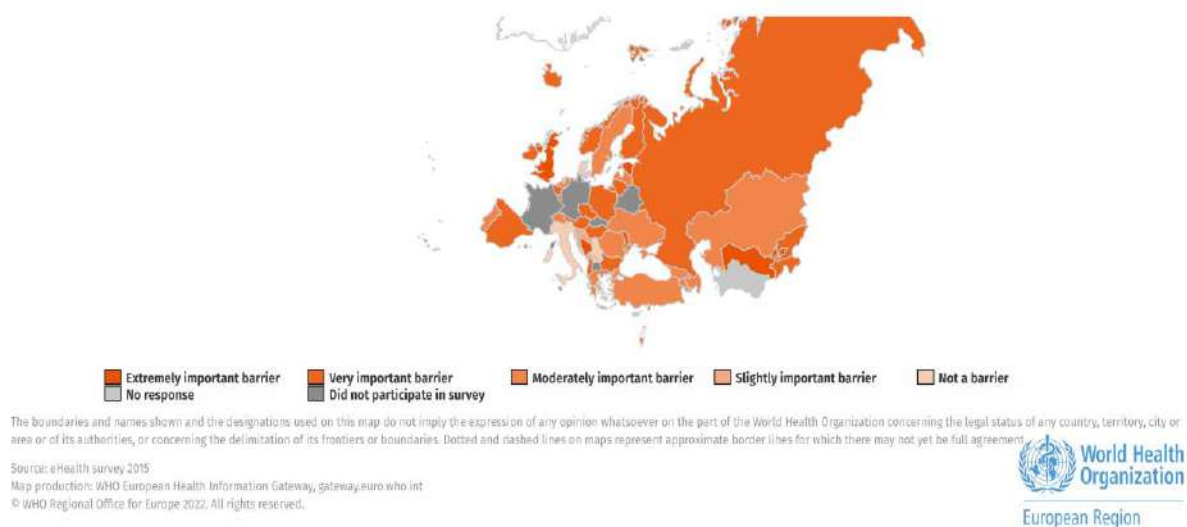 Extremely important barrier
Very important barrier
Moderately important barrier
Slightly important barrier
Not a barrier
No response
Did not participate in survey
The boundaries and names shown and the designations used on this map do not imply the expression of any opinion whatsoever on the part of the World Health Organization concerning the legal status of any country, territory, city or
area or of its authorities, or concerning the delimitation of its frontiers or boundaries. Dotted and dashed lines on maps represent approximate border lines for which there may not yet be full agreement
Source: eHealth survey 2015
Map production: WHO European Health Information Gateway, gateway.euro.who.int
© WHO Regional Office for Europe 2022. All rights reserved.
World Health
Organization
European Region